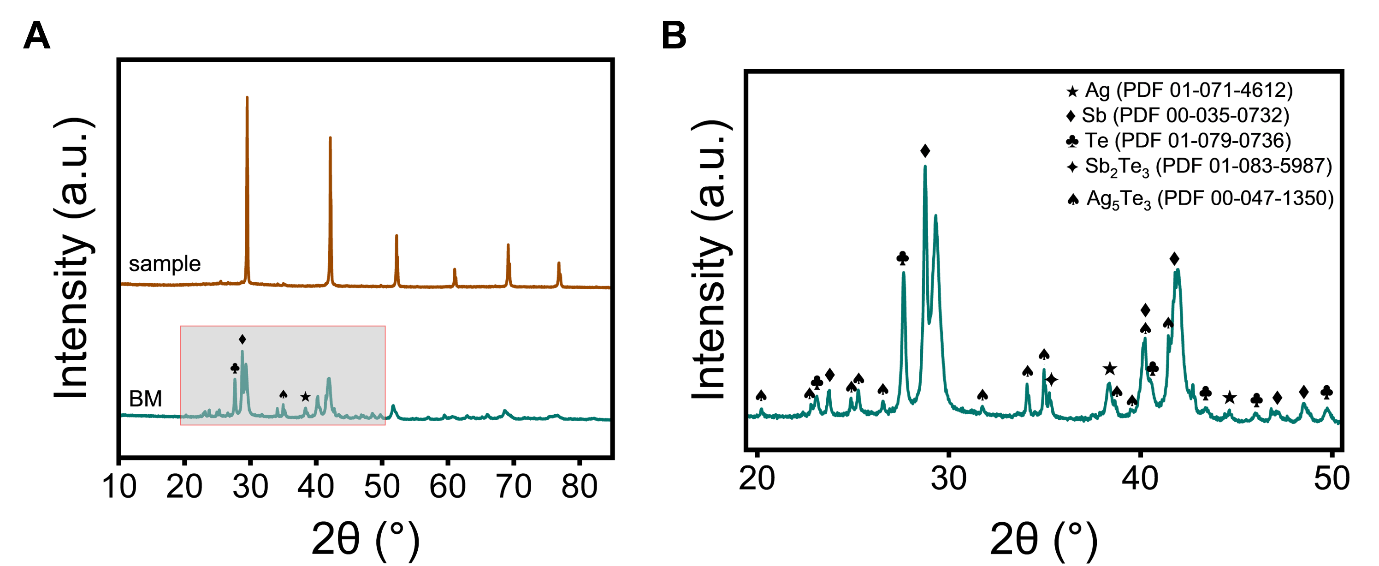 A
Intensity (a.u.)
sample
BM
10 20 30 40 50 60 70 80
2θ (°)
B
Intensity (a.u.)
★ Ag (PDF 01-071-4612)
♦ Sb (PDF 00-035-0732)
♣ Te (PDF 01-079-0736)
✦ Sb₂Te₃ (PDF 01-083-5987)
♠ Ag₅Te₃ (PDF 00-047-1350)
20 30 40 50
2θ (°)